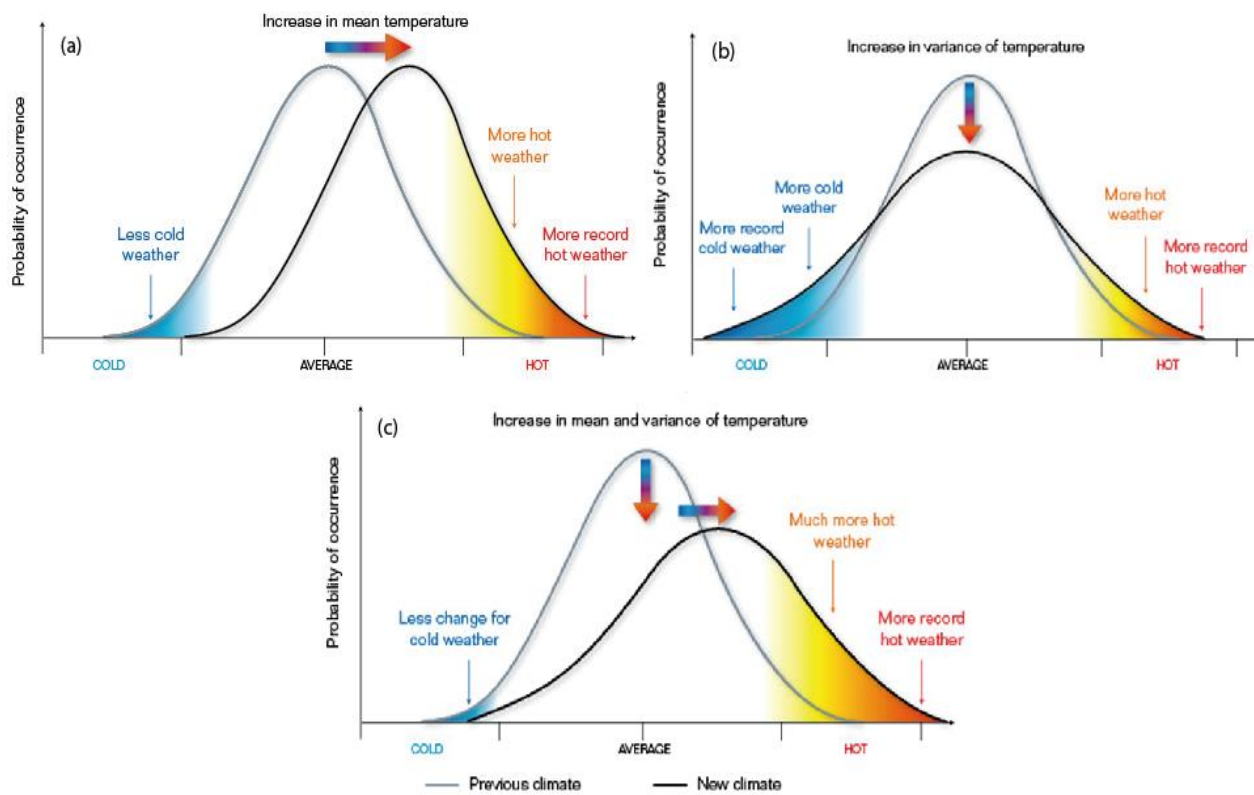 (a)
Increase in mean temperature
Probability of occurrence
Less cold
weather
More hot
weather
More record
hot weather
COLD
AVERAGE
HOT
(b)
Increase in variance of temperature
Probability of occurrence
More cold
weather
More record
cold weather
More hot
weather
More record
hot weather
COLD
AVERAGE
HOT
(c)
Increase in mean and variance of temperature
Probability of occurrence
Less change for
cold weather
Much more hot
weather
More record
hot weather
COLD
AVERAGE
HOT
Previous climate
New climate